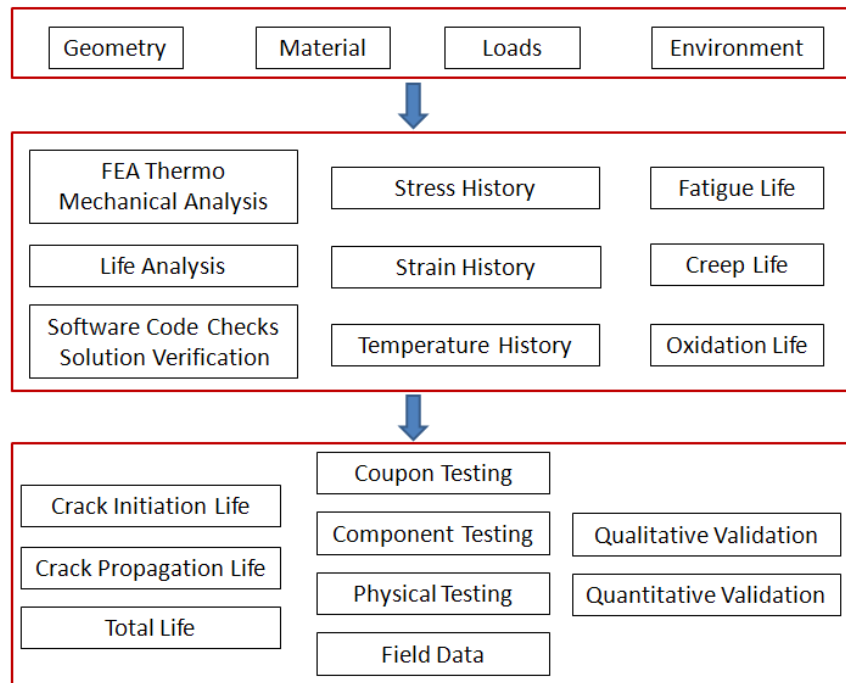 Geometry
Material
Loads
Environment
FEA Thermo
Mechanical Analysis
Life Analysis
Software Code Checks
Solution Verification
Stress History
Strain History
Temperature History
Fatigue Life
Creep Life
Oxidation Life
Crack Initiation Life
Crack Propagation Life
Total Life
Coupon Testing
Component Testing
Physical Testing
Field Data
Qualitative Validation
Quantitative Validation